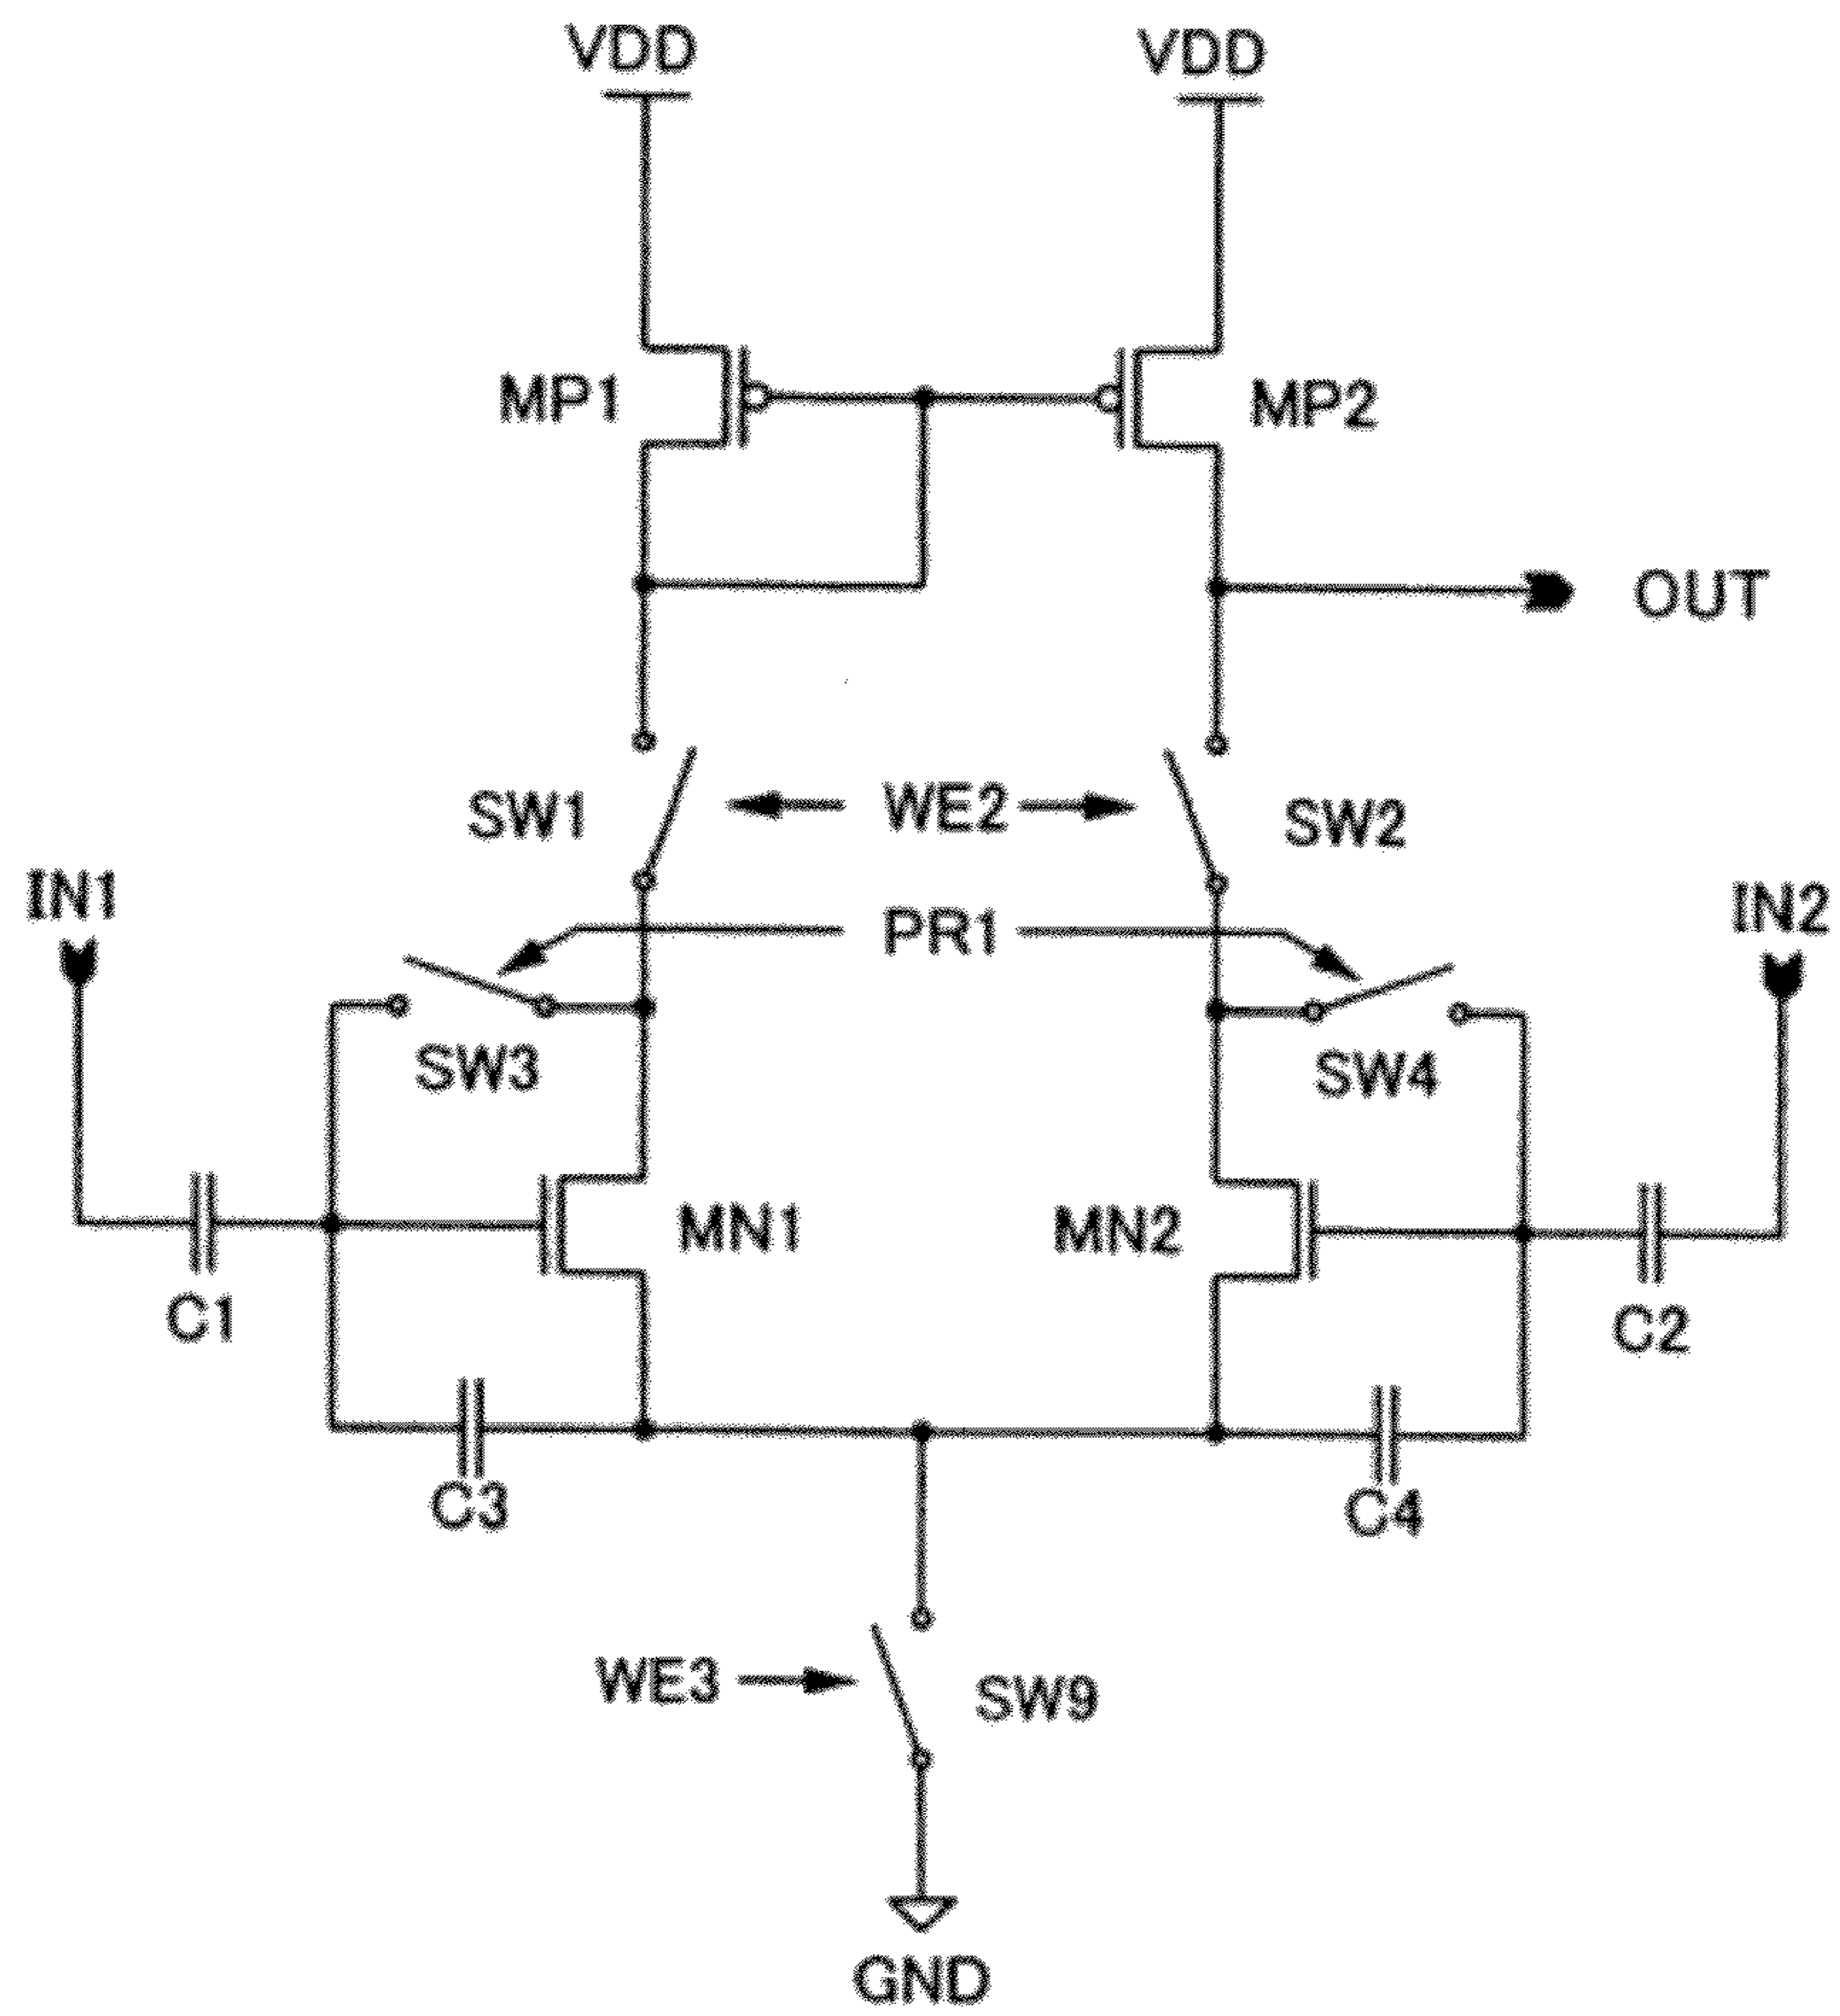 VDD VDD
MP1 MP2
OUT
SW1 WE2 SW2
IN1 PR1 IN2
SW3 SW4
MN1 MN2
C1 C2
C3 C4
WE3 SW9
GND